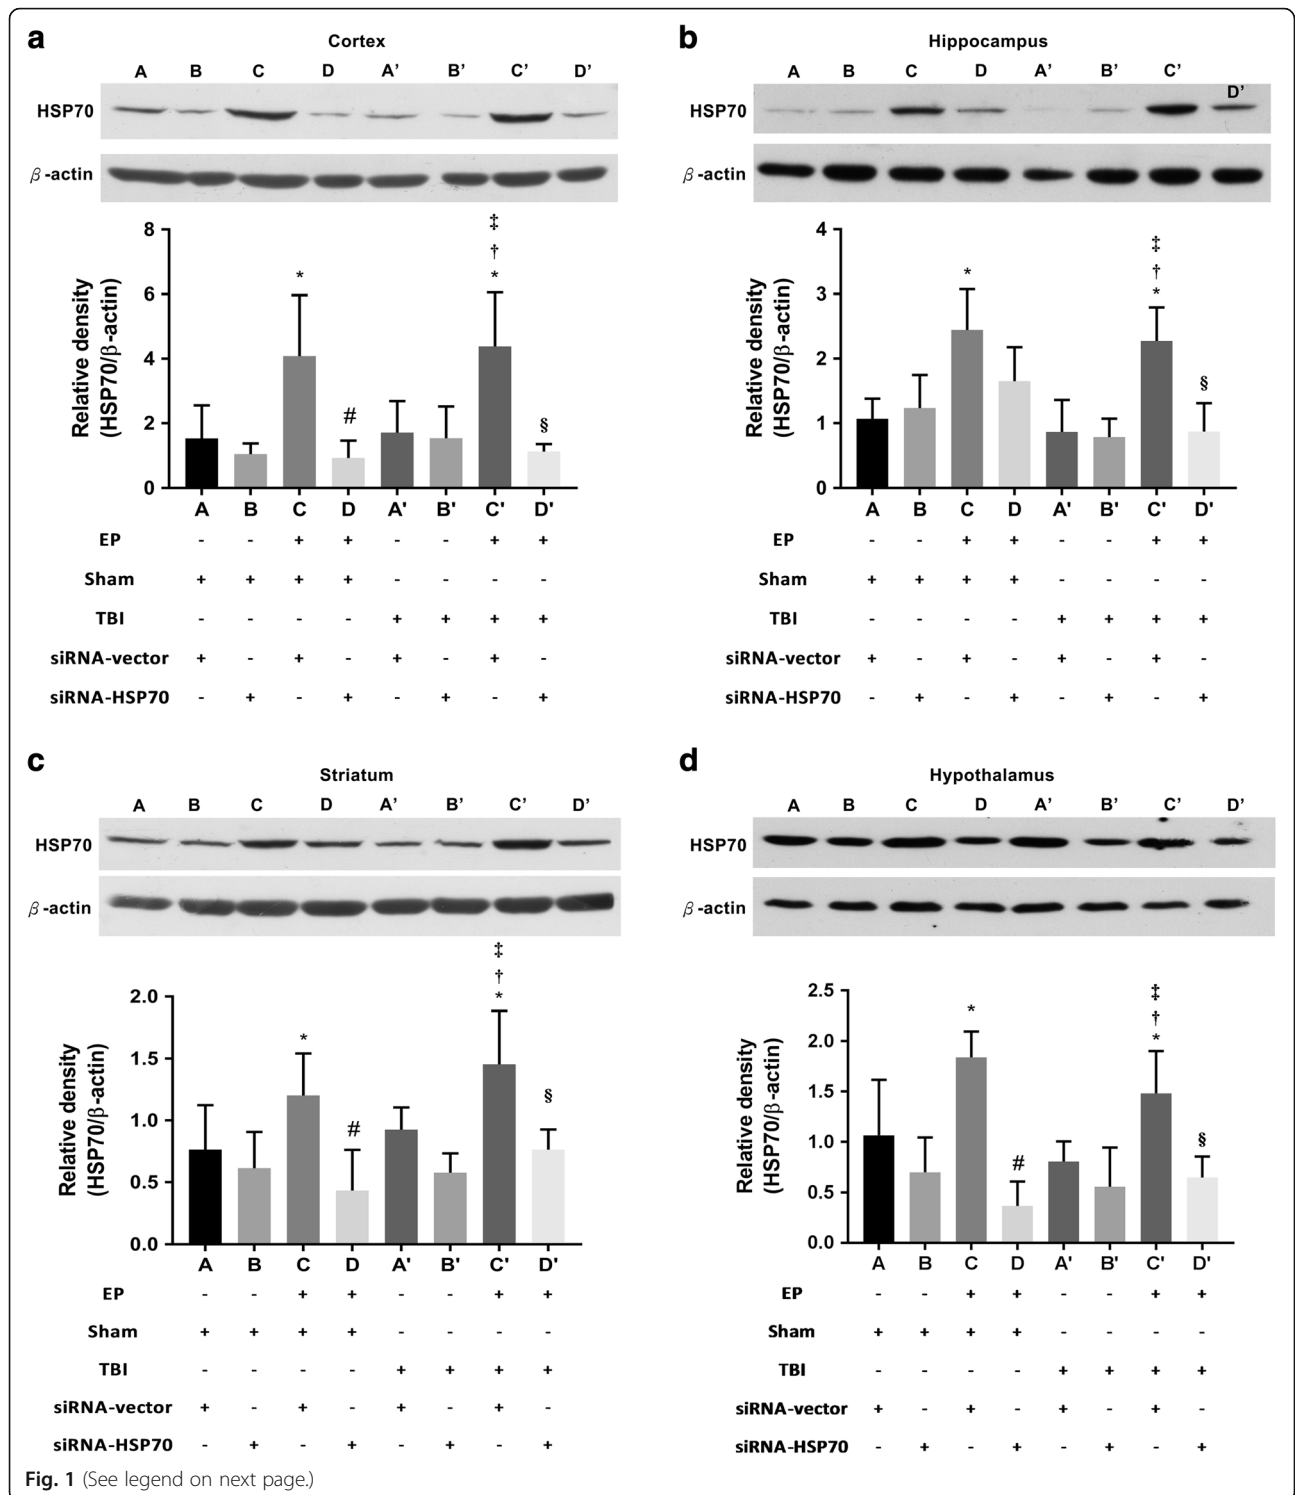 a
Cortex
A B C D A’ B’ C’ D’
HSP70
β-actin
8
6
4
2
0
Relative density
(HSP70/β-actin)
* # ‡ † * §
A B C D A' B' C' D'
EP - - + + - - + +
Sham + + + + - - - -
TBI - - - - + + + +
siRNA-vector + - + - + - + -
siRNA-HSP70 - + - + - + - +
b
Hippocampus
A B C D A’ B’ C’ D’
HSP70
β-actin
4
3
2
1
0
Relative density
(HSP70/β-actin)
* ‡ † * §
A B C D A' B' C' D'
EP - - + + - - + +
Sham + + + + - - - -
TBI - - - - + + + +
siRNA-vector + - + - + - + -
siRNA-HSP70 - + - + - + - +
c
Striatum
A B C D A’ B’ C’ D’
HSP70
β-actin
2.0
1.5
1.0
0.5
0.0
Relative density
(HSP70/β-actin)
* # ‡ † * §
A B C D A' B' C' D'
EP - - + + - - + +
Sham + + + + - - - -
TBI - - - - + + + +
siRNA-vector + - + - + - + -
siRNA-HSP70 - + - + - + - +
d
Hypothalamus
A B C D A’ B’ C’ D’
HSP70
β-actin
2.5
2.0
1.5
1.0
0.5
0.0
Relative density
(HSP70/β-actin)
* # ‡ † * §
A B C D A' B' C' D'
EP - - + + - - + +
Sham + + + + - - - -
TBI - - - - + + + +
siRNA-vector + - + - + - + -
siRNA-HSP70 - + - + - + - +
Fig. 1 (See legend on next page.)